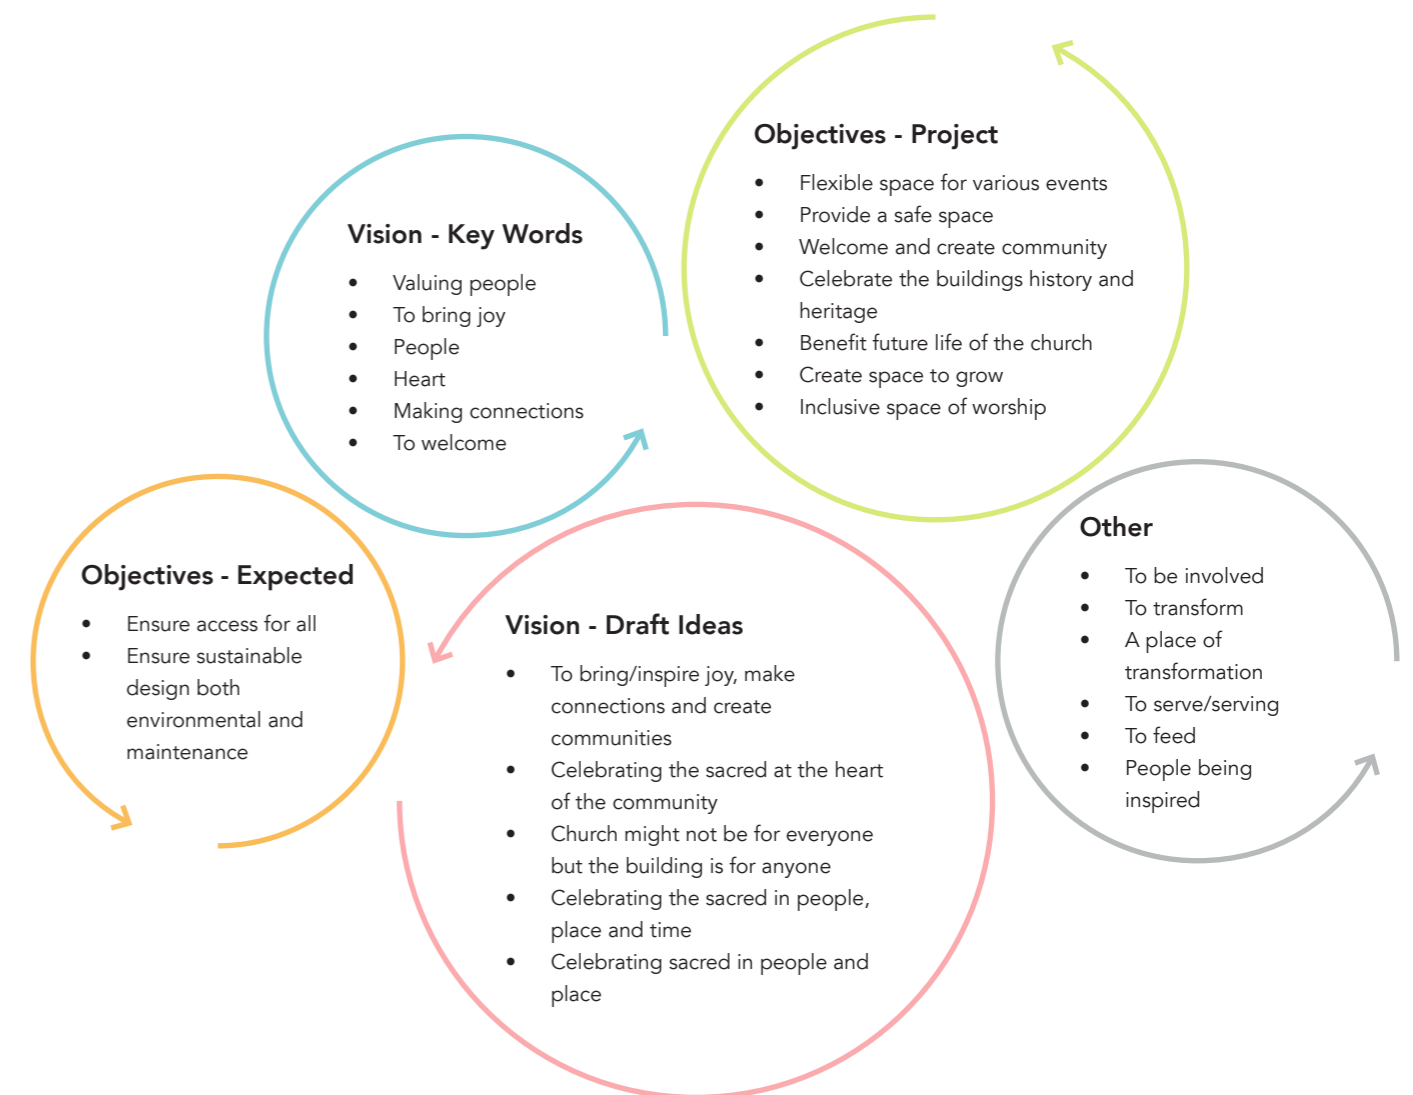 Objectives - Project
• Flexible space for various events
• Provide a safe space
• Welcome and create community
• Celebrate the buildings history and
heritage
• Benefit future life of the church
• Create space to grow
• Inclusive space of worship
Vision - Key Words
• Valuing people
• To bring joy
• People
• Heart
• Making connections
• To welcome
Objectives - Expected
• Ensure access for all
• Ensure sustainable
design both
environmental and
maintenance
Vision - Draft Ideas
• To bring/inspire joy, make
connections and create
communities
• Celebrating the sacred at the heart
of the community
• Church might not be for everyone
but the building is for anyone
• Celebrating the sacred in people,
place and time
• Celebrating sacred in people and
place
Other
• To be involved
• To transform
• A place of
transformation
• To serve/serving
• To feed
• People being
inspired